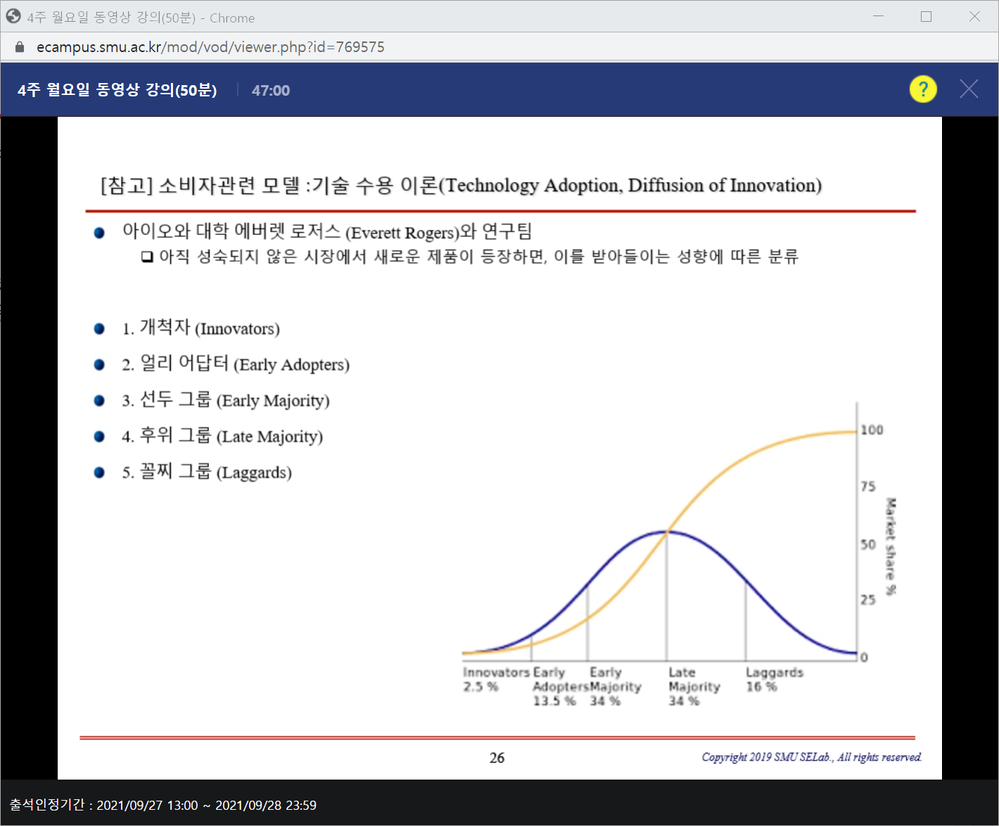 4주 월요일 동영상 강의(50분) - Chrome
ecampus.smu.ac.kr/mod/vod/viewer.php?id=769575
4주 월요일 동영상 강의(50분) 47:00 ?
[참고] 소비자관련 모델 :기술 수용 이론(Technology Adoption, Diffusion of Innovation)
아이오와 대학 에버렛 로저스 (Everett Rogers)와 연구팀
아직 성숙되지 않은 시장에서 새로운 제품이 등장하면, 이를 받아들이는 성향에 따른 분류
1. 개척자 (Innovators)
2. 얼리 어답터 (Early Adopters)
3. 선두 그룹 (Early Majority)
4. 후위 그룹 (Late Majority)
5. 꼴찌 그룹 (Laggards)
100
75
50
25
0
Market share %
Innovators
2.5 %
Early
Adopters
13.5 %
Early
Majority
34 %
Late
Majority
34 %
Laggards
16 %
26
Copyright 2019 SMU SELab., All rights reserved.
출석인정기간 : 2021/09/27 13:00 ~ 2021/09/28 23:59